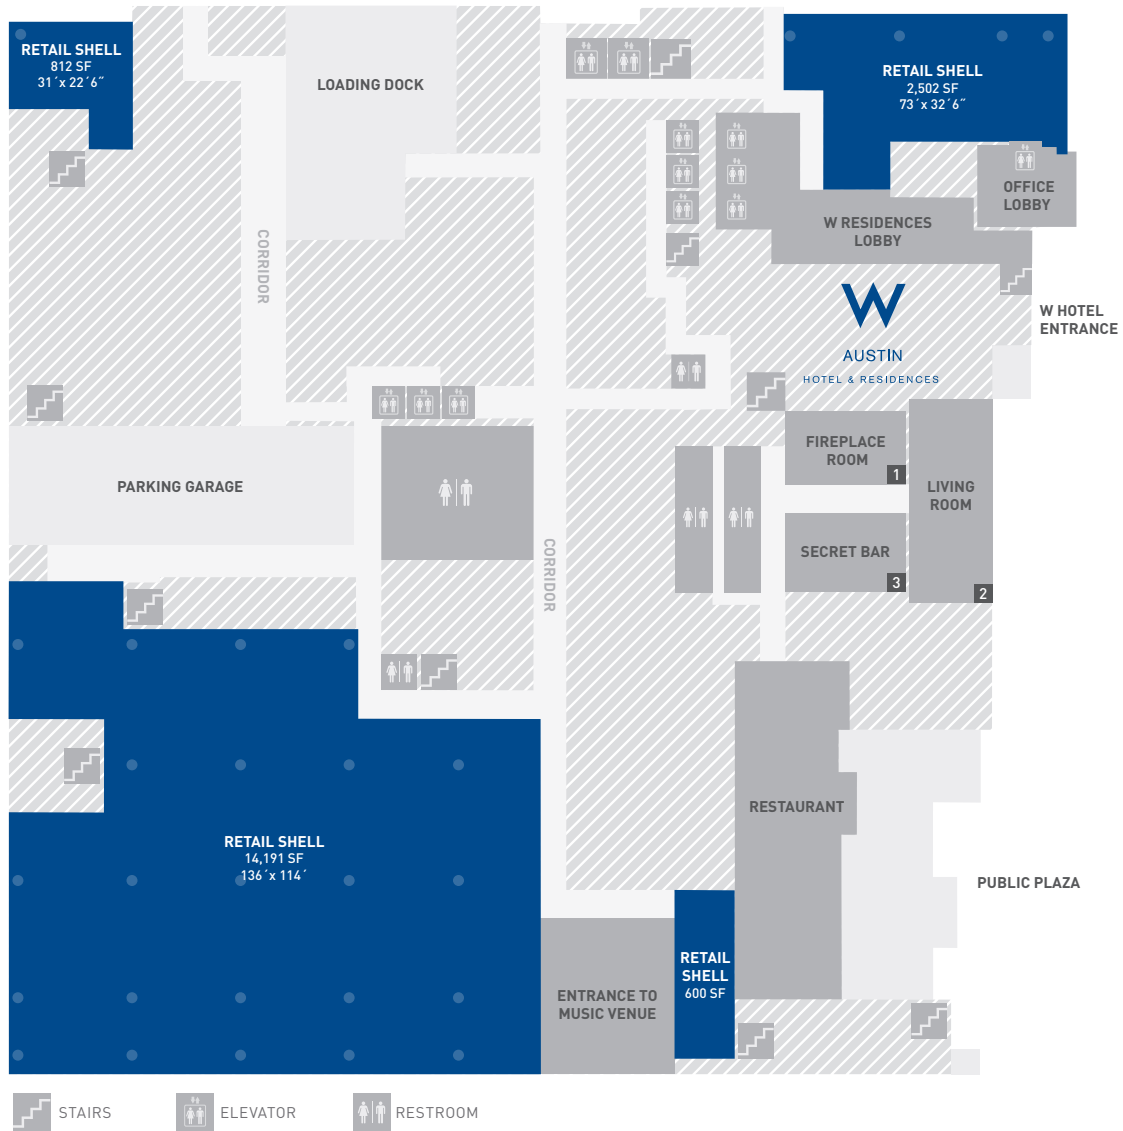 RETAIL SHELL
812 SF
31´x 22´6˝
LOADING DOCK
RETAIL SHELL
2,502 SF
73´x 32´6˝
OFFICE
LOBBY
W RESIDENCES
LOBBY
CORRIDOR
W
AUSTIN
HOTEL & RESIDENCES
W HOTEL
ENTRANCE
FIREPLACE
ROOM
1
LIVING
ROOM
2
PARKING GARAGE
SECRET BAR
3
CORRIDOR
RESTAURANT
RETAIL SHELL
14,191 SF
136´x 114´
PUBLIC PLAZA
RETAIL
SHELL
600 SF
ENTRANCE TO
MUSIC VENUE
STAIRS
ELEVATOR
RESTROOM